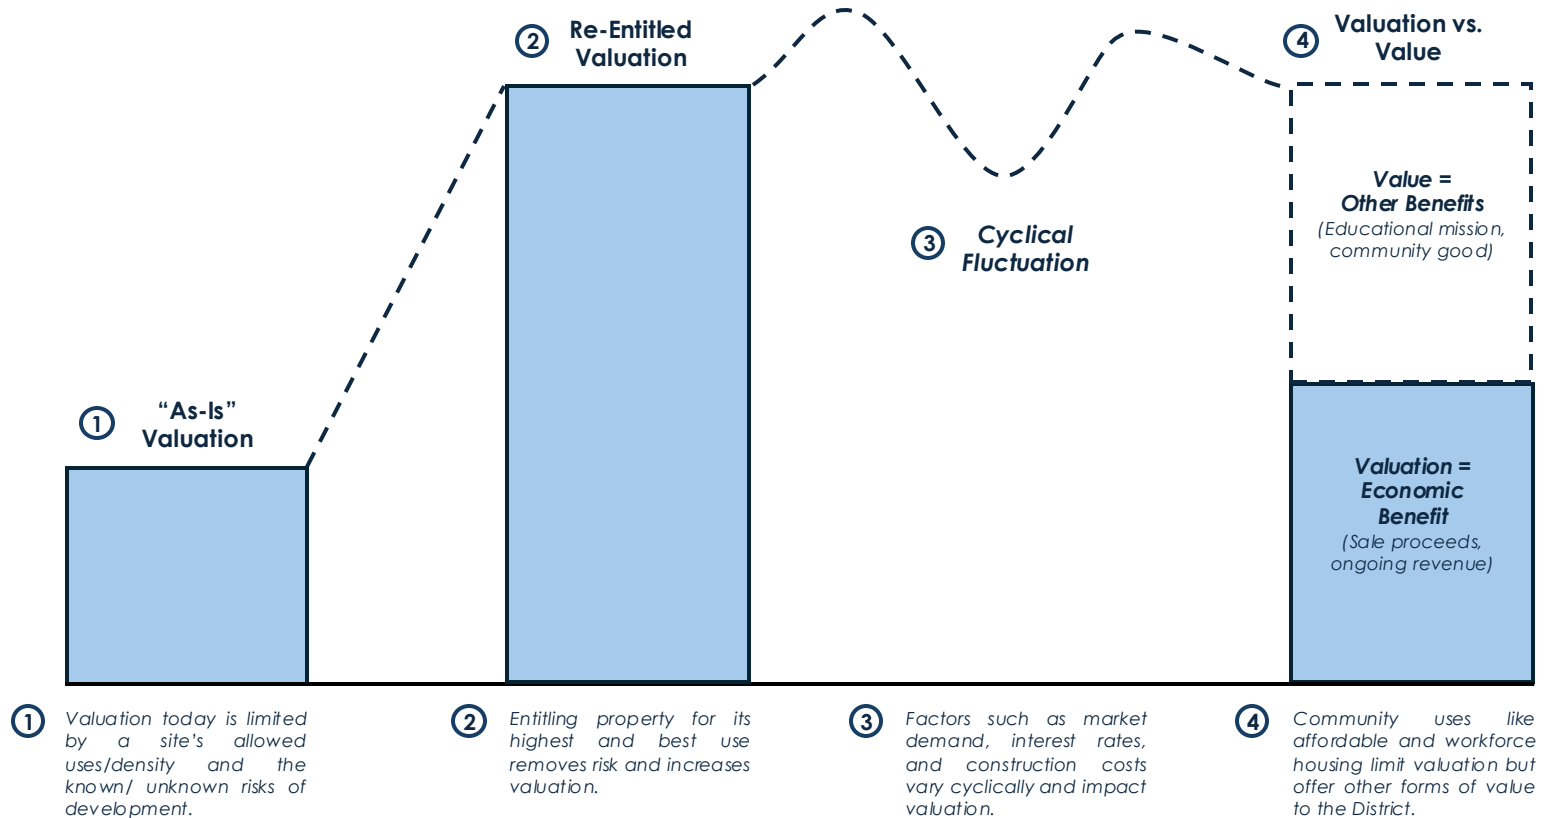 2
Re-Entitled
Valuation
4
Valuation vs.
Value
Value =
Other Benefits
(Educational mission,
community good)
3
Cyclical
Fluctuation
1
“As-Is”
Valuation
Valuation =
Economic
Benefit
(Sale proceeds,
ongoing revenue)
1
Valuation today is limited
by a site’s allowed
uses/density and the
known/ unknown risks of
development.
2
Entitling property for its
highest and best use
removes risk and increases
valuation.
3
Factors such as market
demand, interest rates,
and construction costs
vary cyclically and impact
valuation.
4
Community uses like
affordable and workforce
housing limit valuation but
offer other forms of value
to the District.